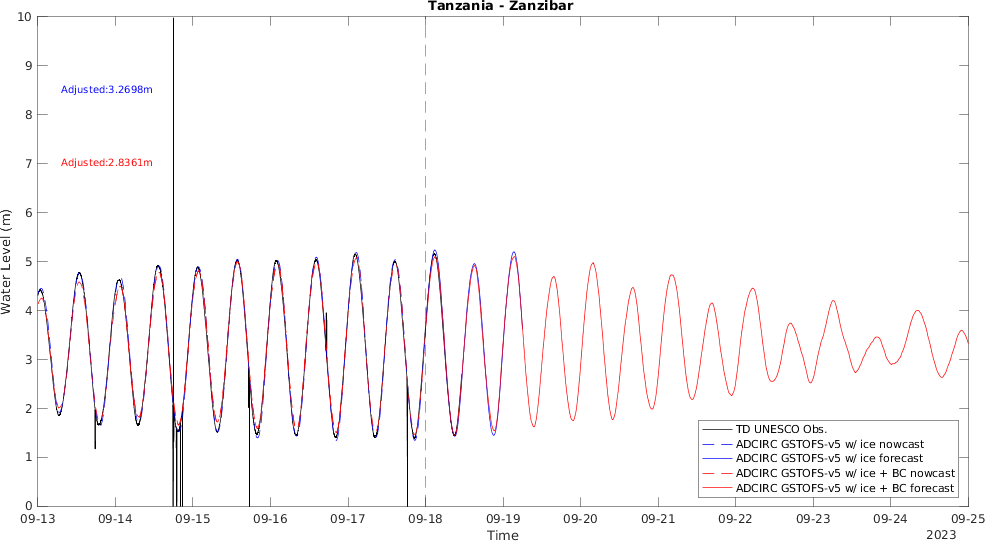 Tanzania - Zanzibar
10
9
8
7
6
5
4
3
2
1
0
Water Level (m)
Adjusted:3.2698m
Adjusted:2.8361m
TD UNESCO Obs.
ADCIRC GSTOFS-v5 w/ ice nowcast
ADCIRC GSTOFS-v5 w/ ice forecast
ADCIRC GSTOFS-v5 w/ ice + BC nowcast
ADCIRC GSTOFS-v5 w/ ice + BC forecast
09-13 09-14 09-15 09-16 09-17 09-18 09-19 09-20 09-21 09-22 09-23 09-24 09-25
Time
2023